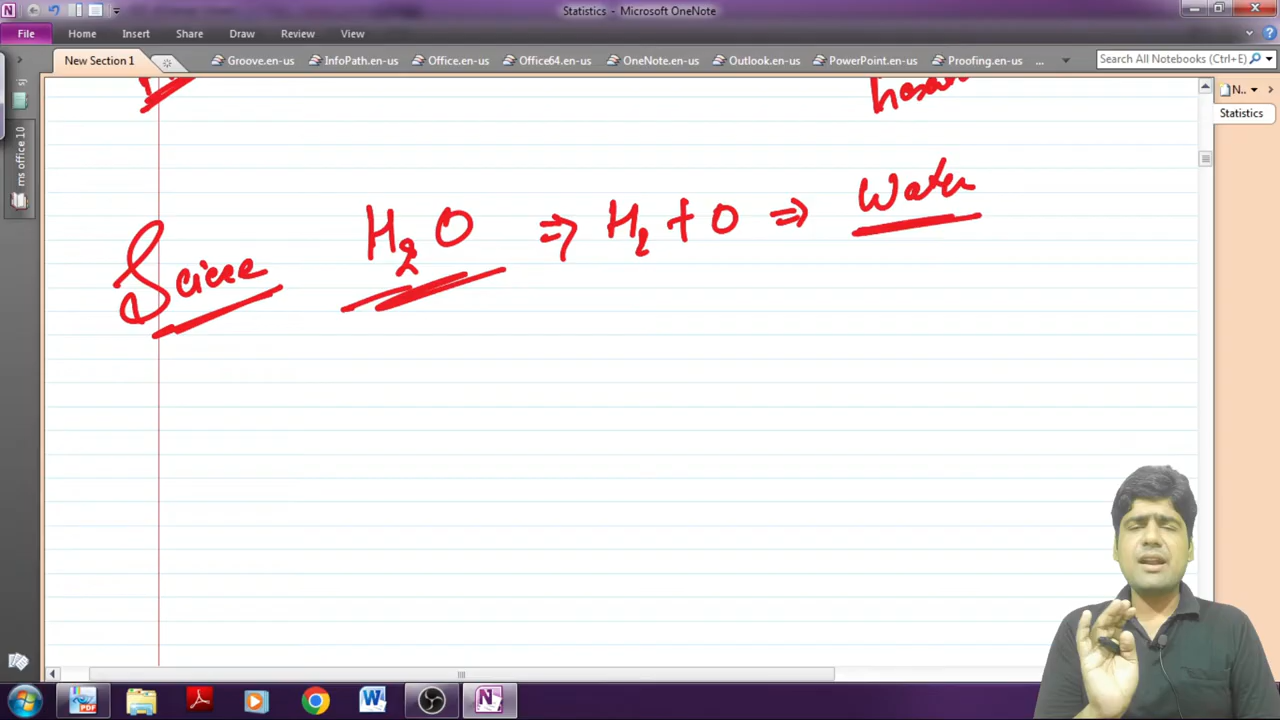 Statistics - Microsoft OneNote
File Home Insert Share Draw Review View
New Section 1 Groove.en-us InfoPath.en-us Office.en-us Office64.en-us OneNote.en-us Outlook.en-us PowerPoint.en-us Proofing.en-us ... Search All Notebooks (Ctrl+E)
N..
Statistics
sj
ms office 10
Water
H₂O ⇒ H₂ + O ⇒